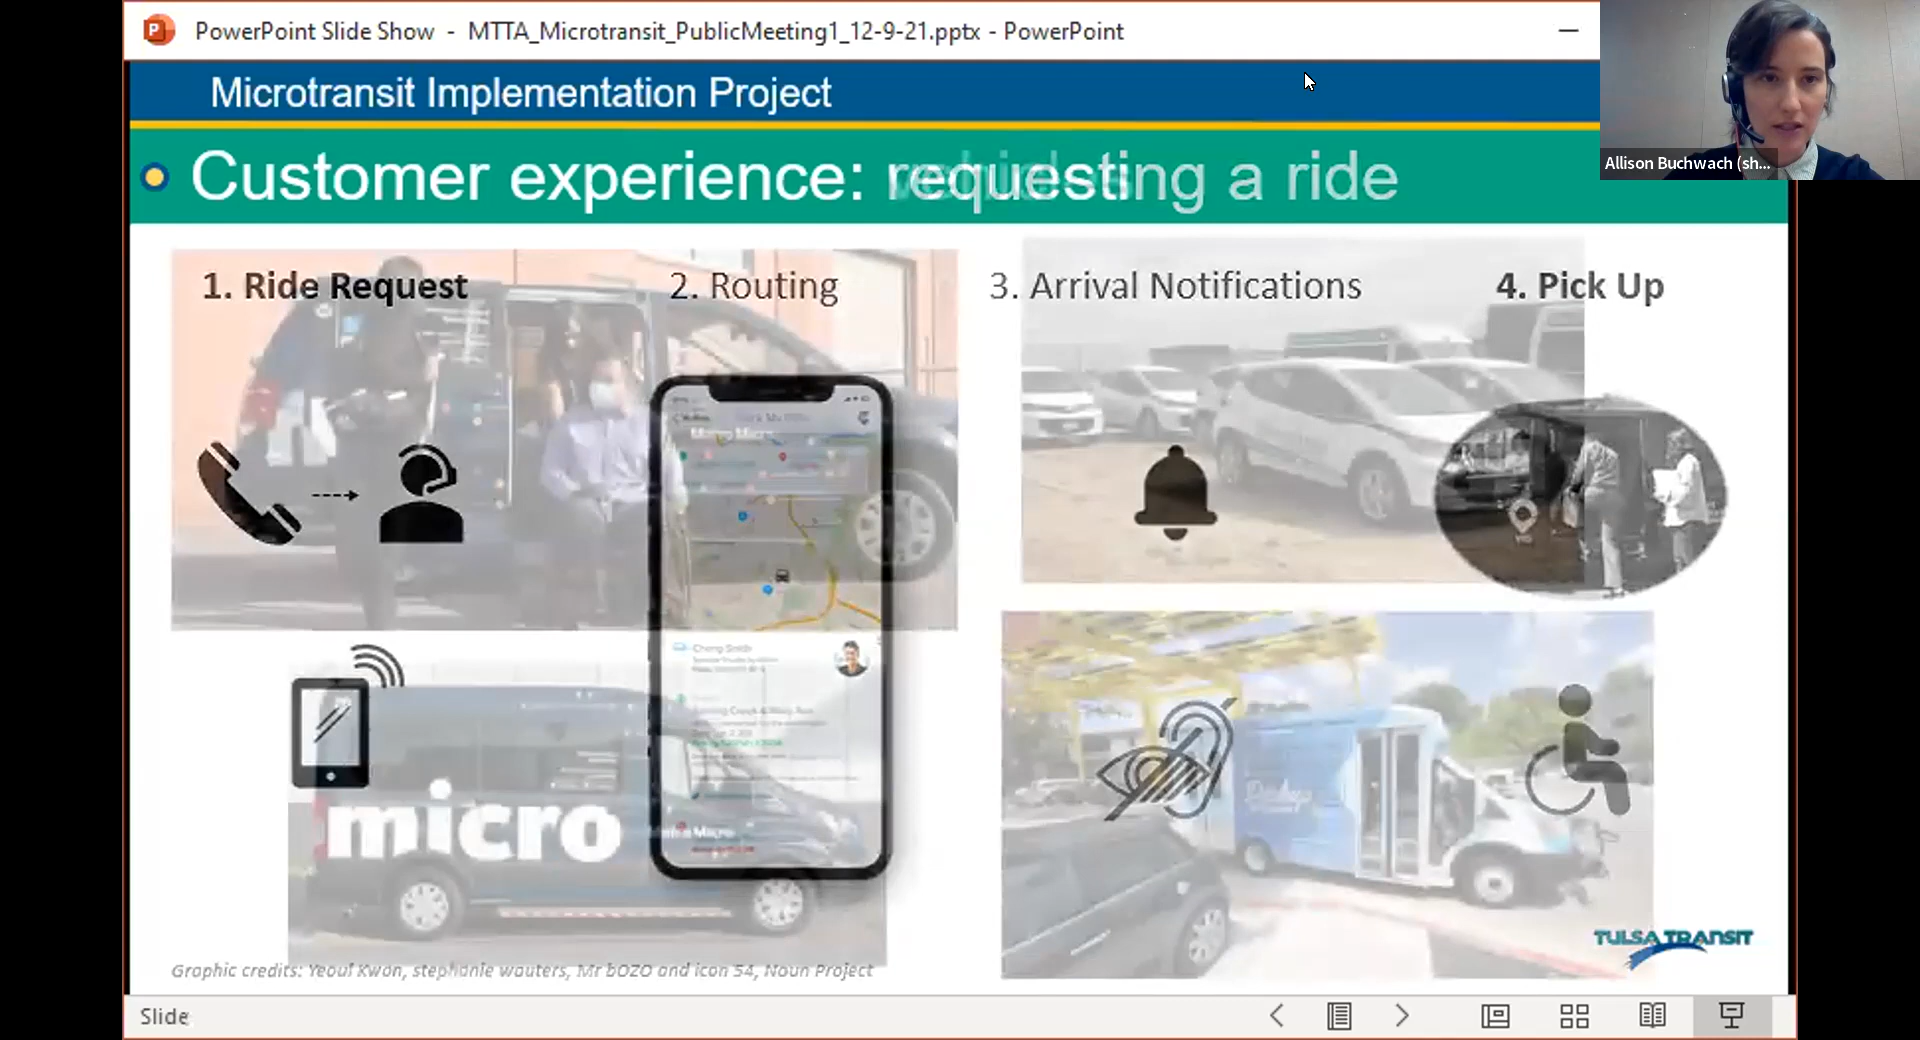 PowerPoint Slide Show - MTTA_Microtransit_PublicMeeting1_12-9-21.pptx - PowerPoint
Microtransit Implementation Project
Allison Buchwach (sh...
Customer experience: requesting a ride
1. Ride Request
2. Routing
3. Arrival Notifications
4. Pick Up
micro
TULSA TRANSIT
Graphic credits: Yeoul Kwon, stephanie wauters, Mr bOZO and icon 54, Noun Project
Slide